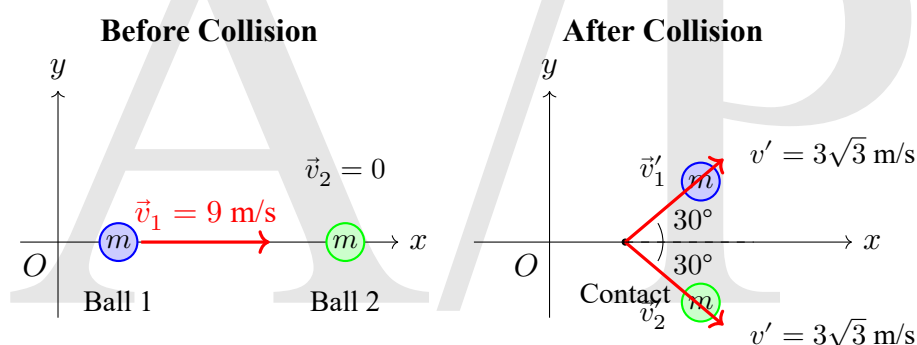 Before Collision
y
v⃗₂ = 0
v⃗₁ = 9 m/s
m
m
x
O
Ball 1
Ball 2
After Collision
y
v′ = 3√3 m/s
v⃗′₁
m
30°
x
O
30°
Contact
v⃗′₂
m
v′ = 3√3 m/s
A/P